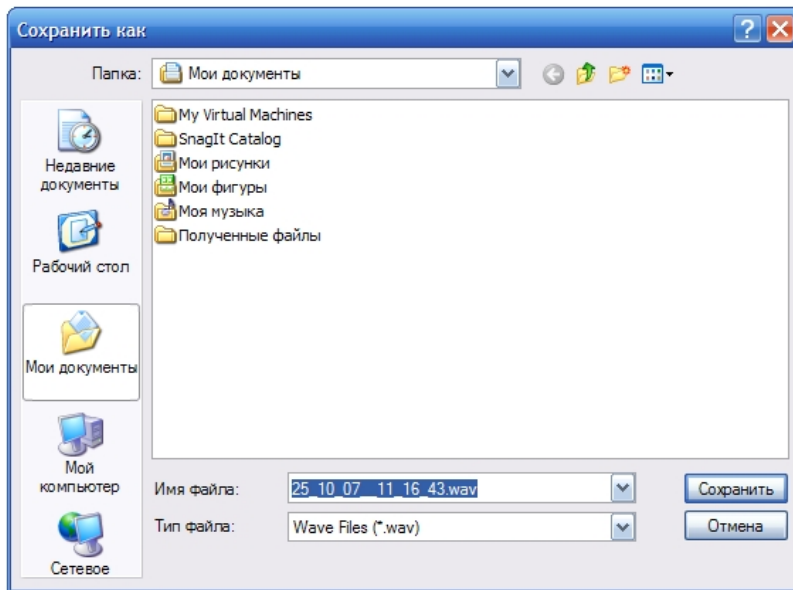 Сохранить как
Папка: Мои документы
My Virtual Machines
SnagIt Catalog
Мои рисунки
Мои фигуры
Моя музыка
Полученные файлы
Недавние
документы
Рабочий стол
Мои документы
Мой
компьютер
Сетевое
Имя файла: 25_10_07__11_16_43.wav Сохранить
Тип файла: Wave Files (*.wav) Отмена